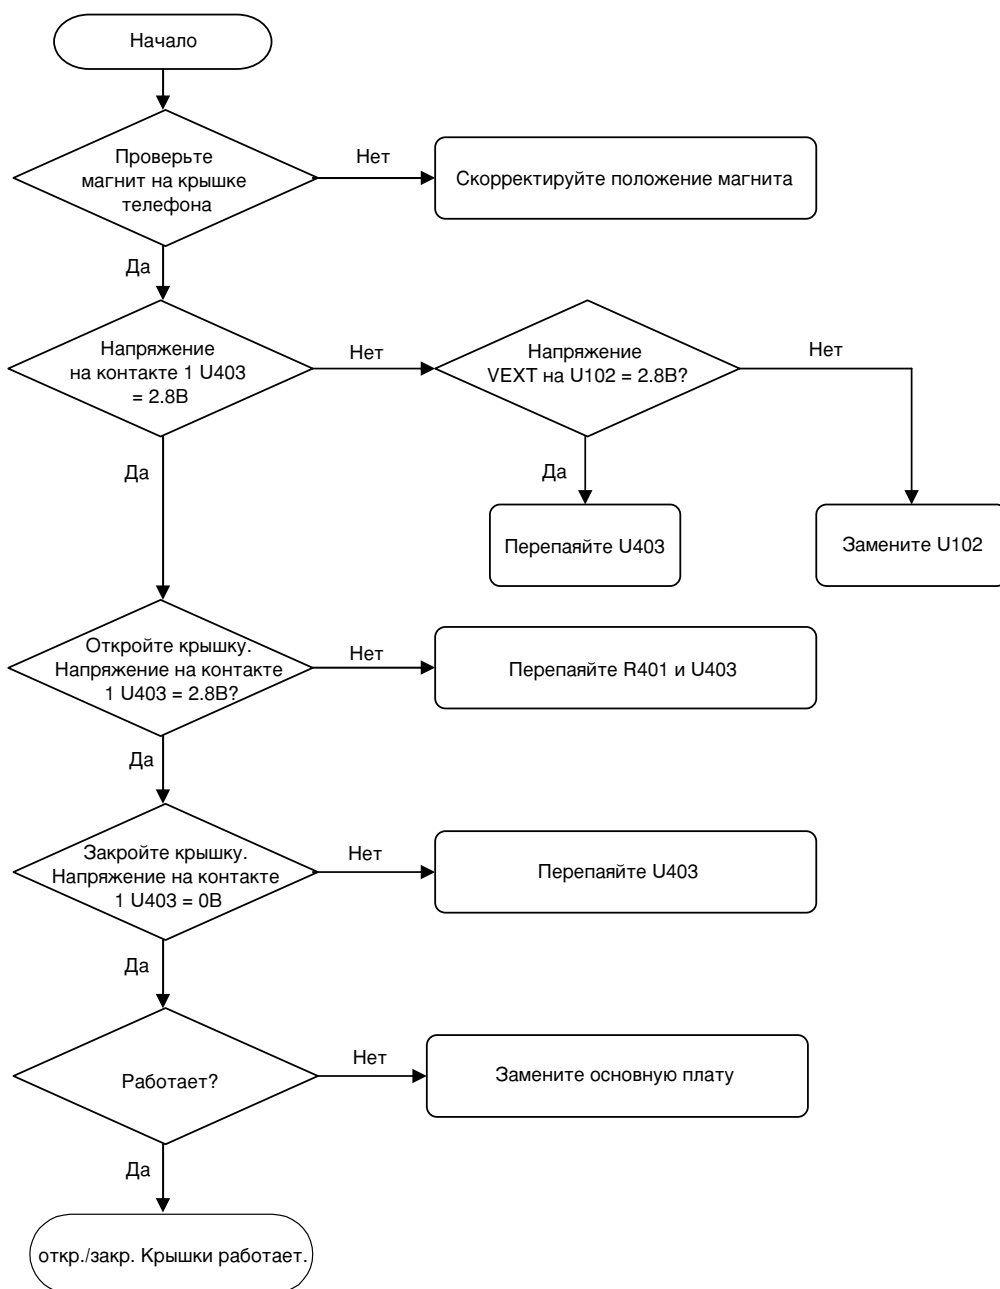 Начало
Проверьте
магнит на крышке
телефона
Нет
Скорректируйте положение магнита
Да
Напряжение
на контакте 1 U403
= 2.8В
Нет
Напряжение
VEXT на U102 = 2.8В?
Нет
Да
Да
Перепаяйте U403
Замените U102
Откройте крышку.
Напряжение на контакте
1 U403 = 2.8В?
Нет
Перепаяйте R401 и U403
Да
Закройте крышку.
Напряжение на контакте
1 U403 = 0В
Нет
Перепаяйте U403
Да
Работает?
Нет
Замените основную плату
Да
откр./закр. Крышки работает.